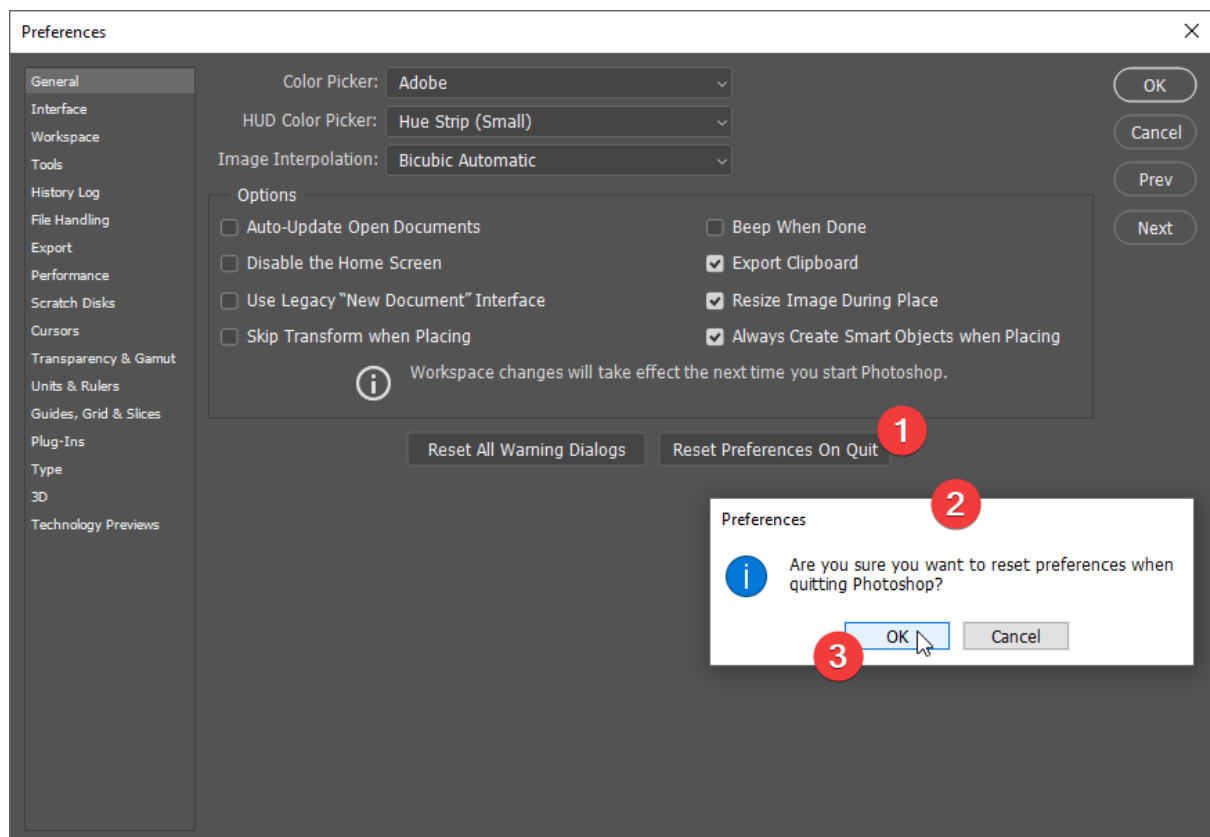 Preferences
General
Interface
Workspace
Tools
History Log
File Handling
Export
Performance
Scratch Disks
Cursors
Transparency & Gamut
Units & Rulers
Guides, Grid & Slices
Plug-Ins
Type
3D
Technology Previews
Color Picker: Adobe
HUD Color Picker: Hue Strip (Small)
Image Interpolation: Bicubic Automatic
Options
Auto-Update Open Documents
Disable the Home Screen
Use Legacy “New Document” Interface
Skip Transform when Placing
Beep When Done
Export Clipboard
Resize Image During Place
Always Create Smart Objects when Placing
Workspace changes will take effect the next time you start Photoshop.
Reset All Warning Dialogs
Reset Preferences On Quit
1
OK
Cancel
Prev
Next
2
Preferences
Are you sure you want to reset preferences when
quitting Photoshop?
3
OK
Cancel